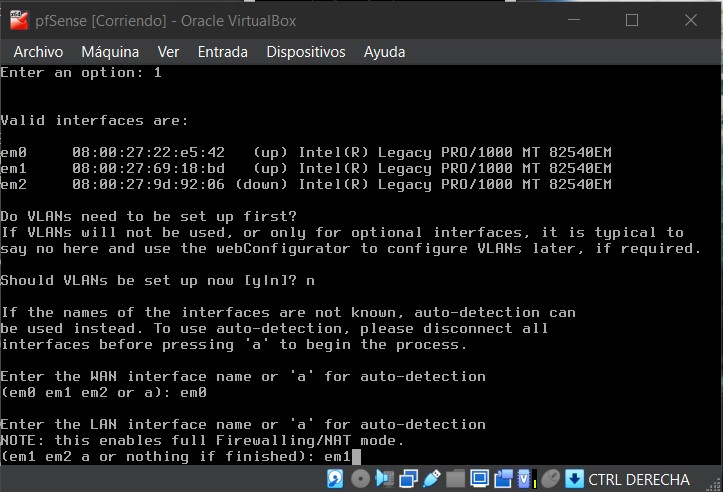 pfSense [Corriendo] - Oracle VirtualBox
Archivo Máquina Ver Entrada Dispositivos Ayuda
Enter an option: 1
Valid interfaces are:
em0 08:00:27:22:e5:42 (up) Intel(R) Legacy PRO/1000 MT 82540EM
em1 08:00:27:69:18:bd (up) Intel(R) Legacy PRO/1000 MT 82540EM
em2 08:00:27:9d:92:06 (down) Intel(R) Legacy PRO/1000 MT 82540EM
Do VLANs need to be set up first?
If VLANs will not be used, or only for optional interfaces, it is typical to
say no here and use the webConfigurator to configure VLANs later, if required.
Should VLANs be set up now [y|n]? n
If the names of the interfaces are not known, auto-detection can
be used instead. To use auto-detection, please disconnect all
interfaces before pressing 'a' to begin the process.
Enter the WAN interface name or 'a' for auto-detection
(em0 em1 em2 or a): em0
Enter the LAN interface name or 'a' for auto-detection
NOTE: this enables full Firewalling/NAT mode.
(em1 em2 a or nothing if finished): em1
CTRL DERECHA